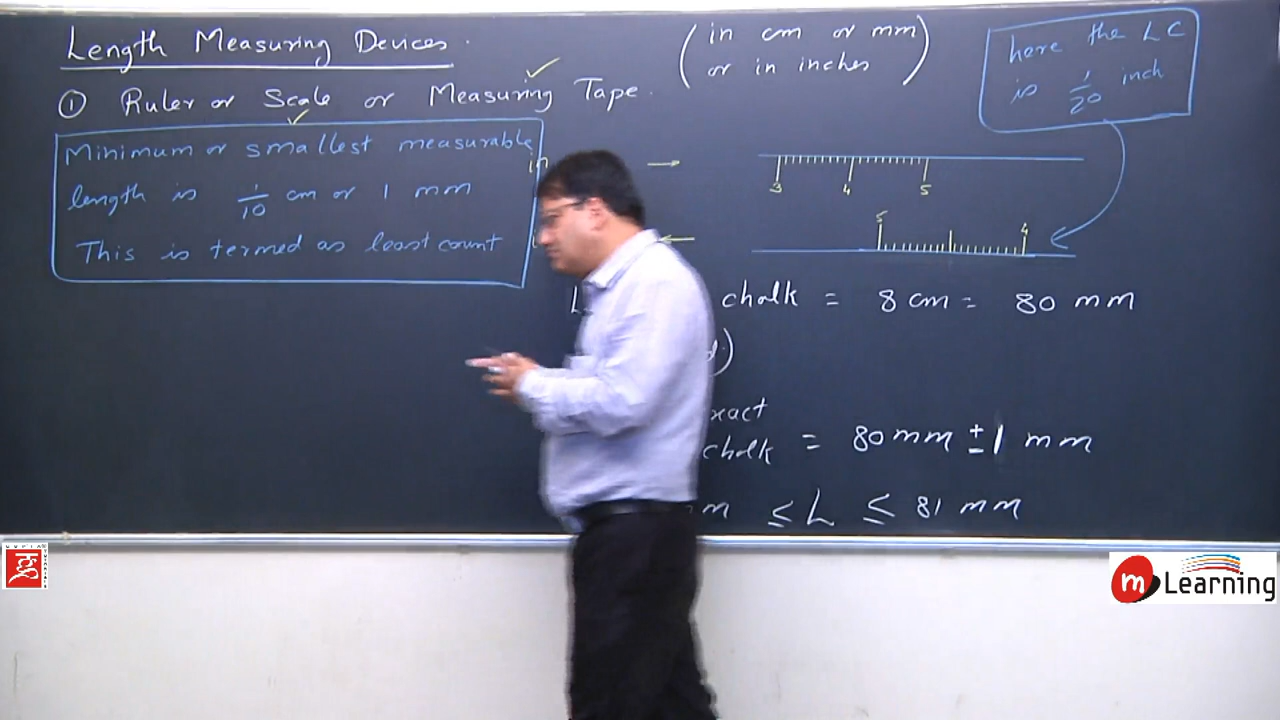 Length Measuring Devices.
(in cm or mm
or in inches)
① Ruler or Scale or Measuring Tape.
here the LC
is 1/20 inch
Minimum or smallest measurable
length is 1/10 cm or 1 mm
This is termed as least count
in →
3 4 5
←
5 4
chalk = 8 cm = 80 mm
xact
chalk = 80 mm ± 1 mm
m ≤ L ≤ 81 mm
m Learning